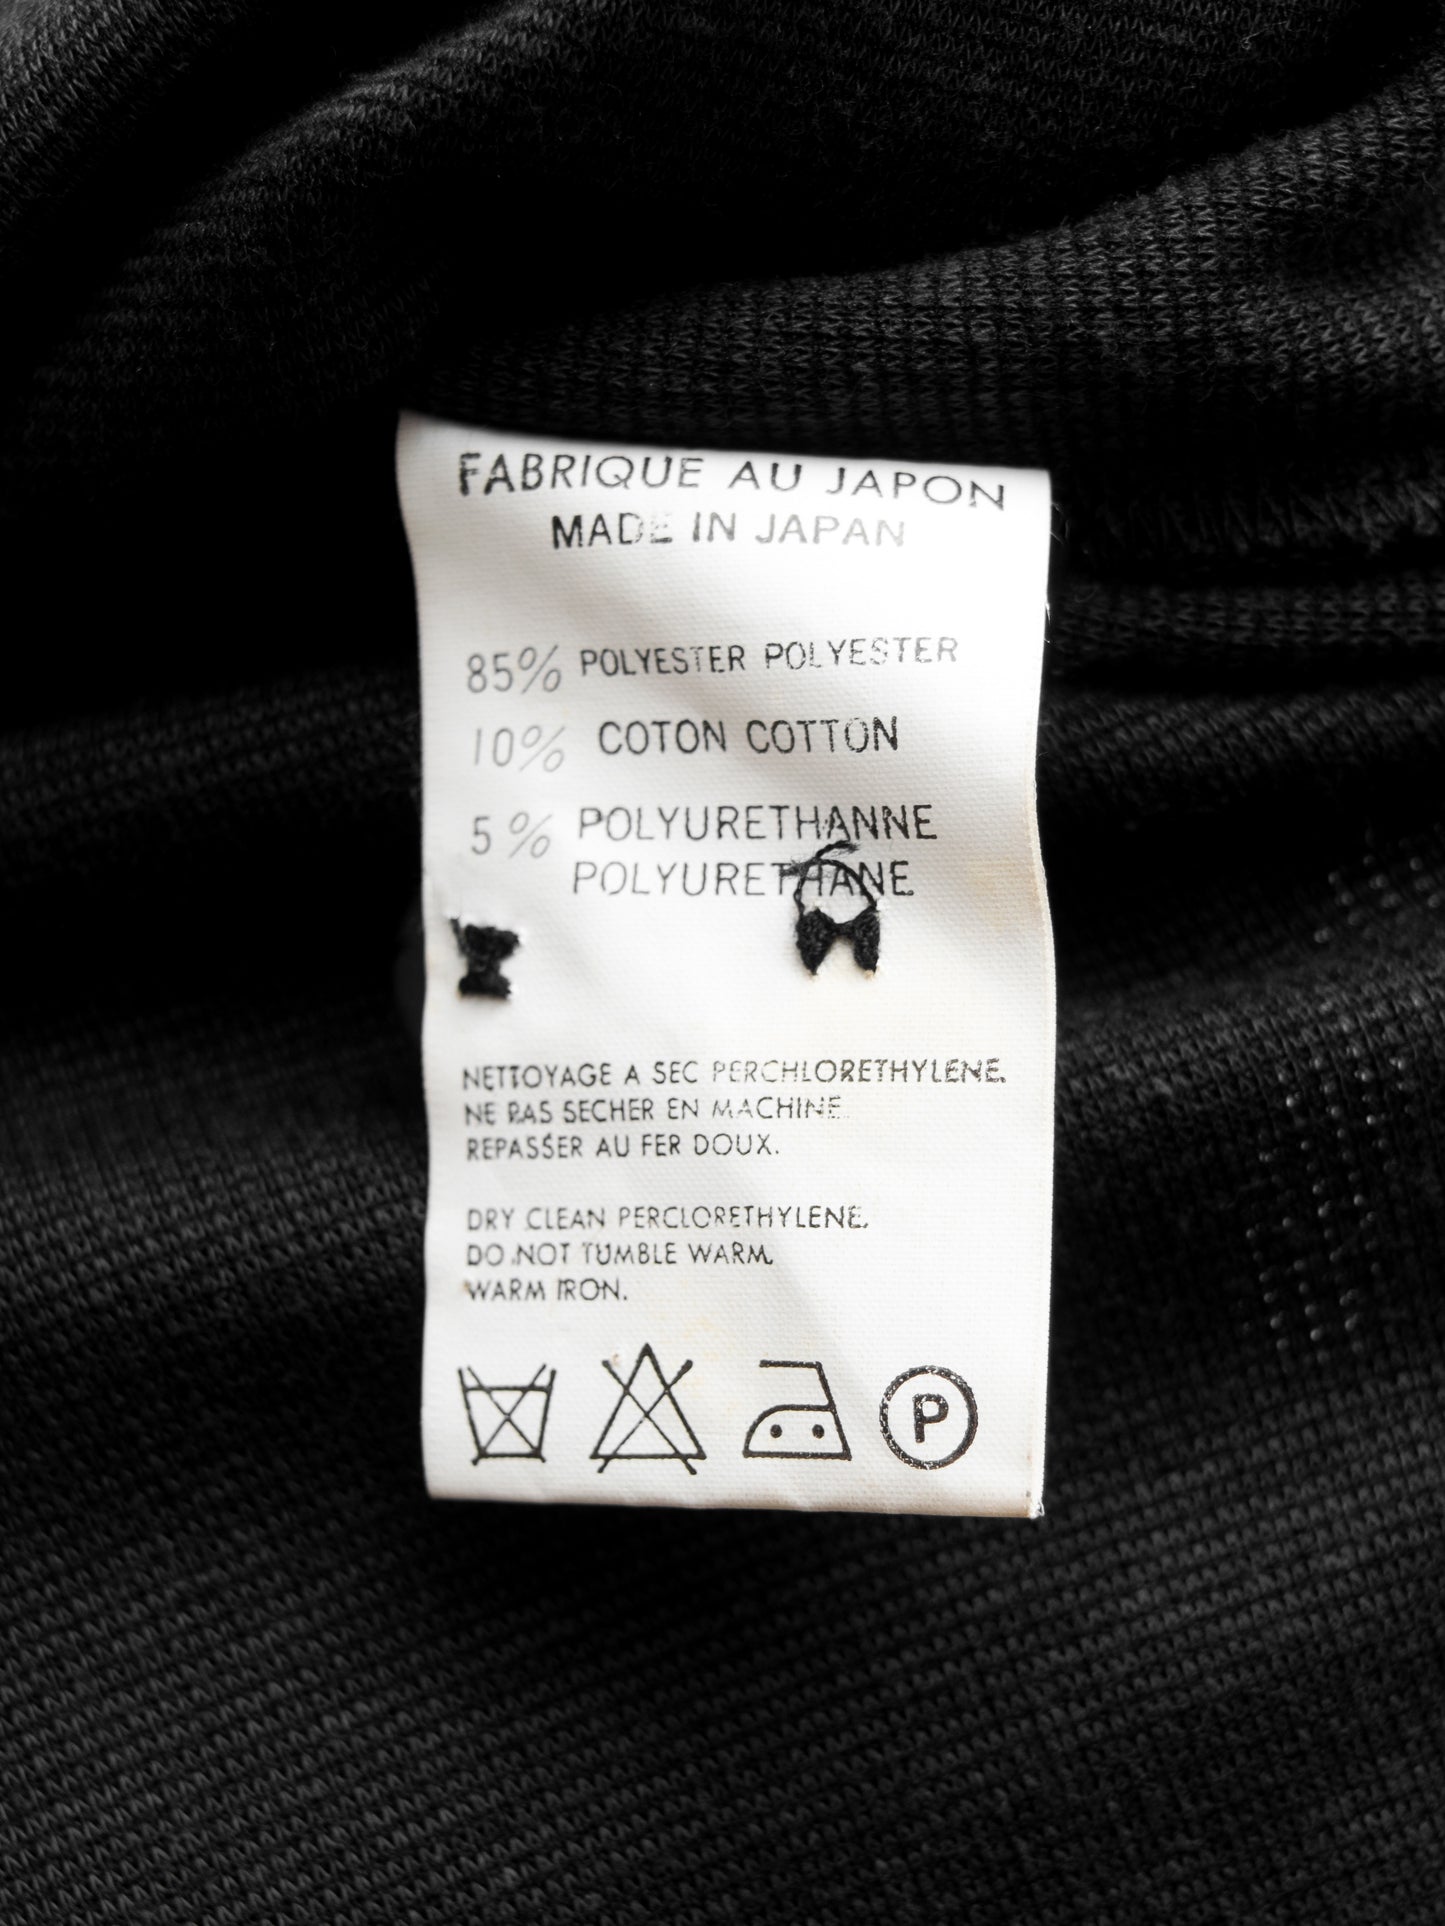 FABRIQUE AU JAPON
MADE IN JAPAN
85% POLYESTER POLYESTER
10% COTON COTTON
5% POLYURETHANNE
POLYURETHANE
NETTOYAGE A SEC PERCHLORETHYLENE.
NE PAS SECHER EN MACHINE.
REPASSER AU FER DOUX.
DRY CLEAN PERCLORETHYLENE.
DO NOT TUMBLE WARM.
WARM IRON.
P